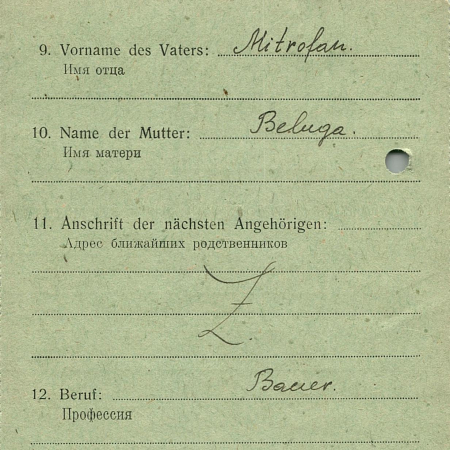 9. Vorname des Vaters: Mitrofan.
Имя отца
10. Name der Mutter: Beluga.
Имя матери
11. Anschrift der nächsten Angehörigen:
Адрес ближайших родственников
Z.
12. Beruf: Bauer.
Профессия